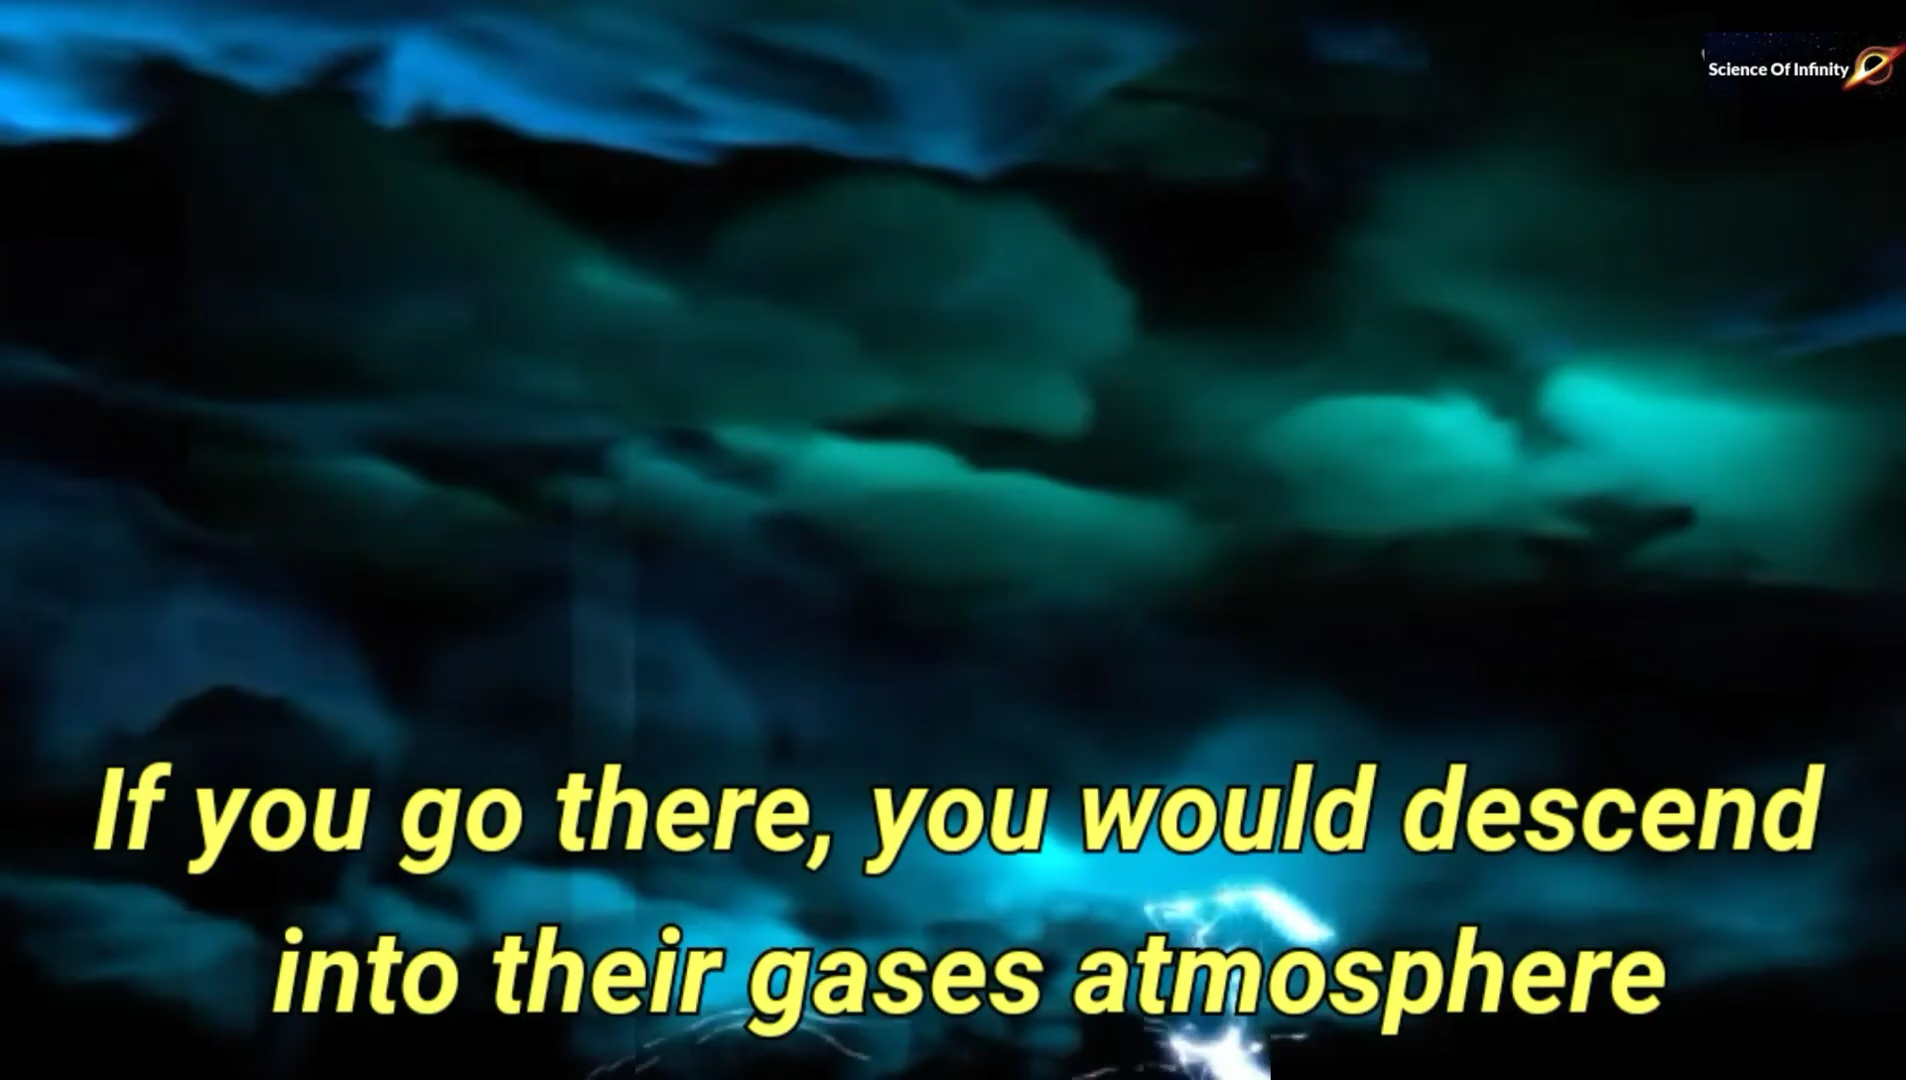 Science Of Infinity
If you go there, you would descend
into their gases atmosphere